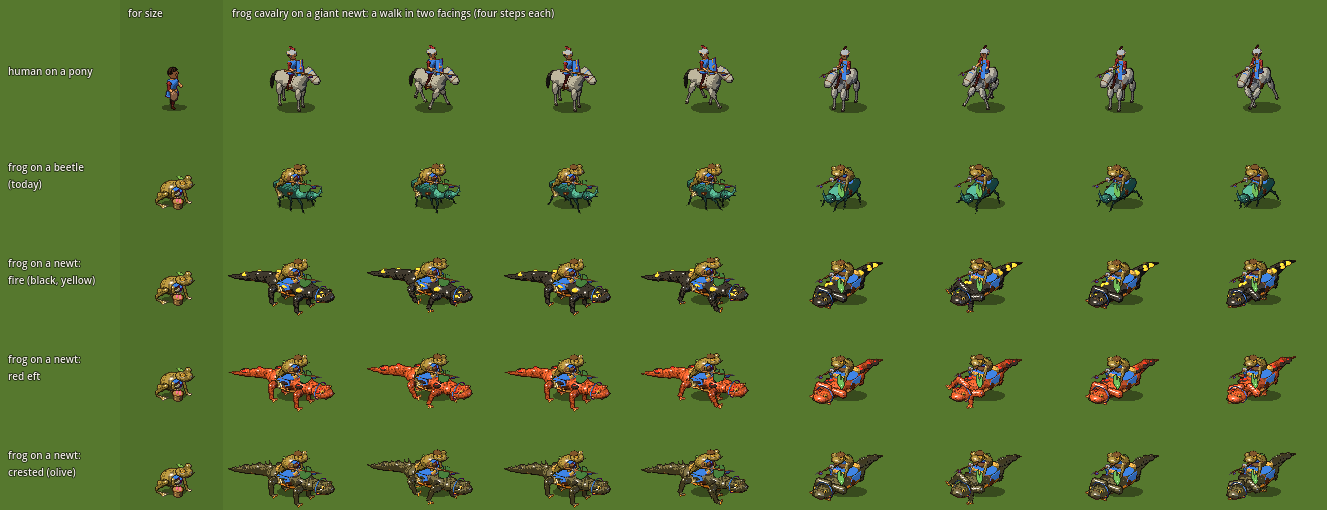 for size
frog cavalry on a giant newt: a walk in two facings (four steps each)
human on a pony
frog on a beetle
(today)
frog on a newt:
fire (black, yellow)
frog on a newt:
red eft
frog on a newt:
crested (olive)